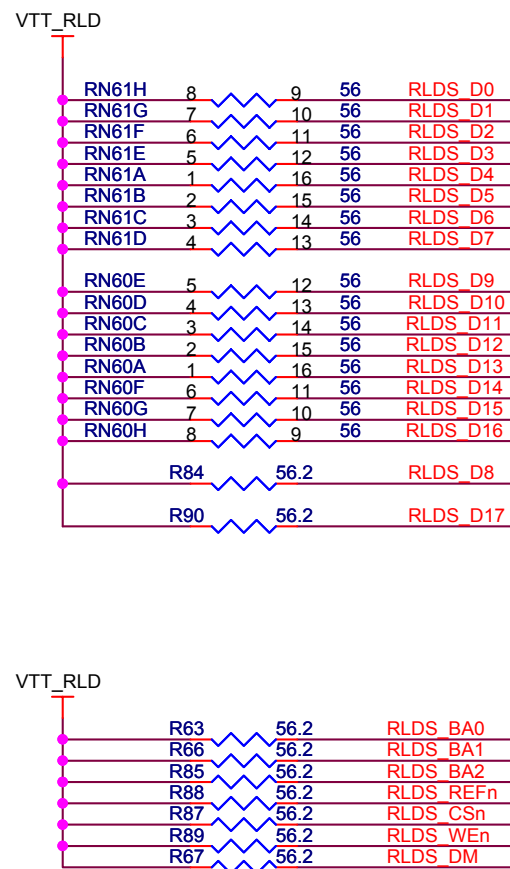 VTT_RLD
RN61H 8 9 56 RLDS_D0
RN61G 7 10 56 RLDS_D1
RN61F 6 11 56 RLDS_D2
RN61E 5 12 56 RLDS_D3
RN61A 1 16 56 RLDS_D4
RN61B 2 15 56 RLDS_D5
RN61C 3 14 56 RLDS_D6
RN61D 4 13 56 RLDS_D7
RN60E 5 12 56 RLDS_D9
RN60D 4 13 56 RLDS_D10
RN60C 3 14 56 RLDS_D11
RN60B 2 15 56 RLDS_D12
RN60A 1 16 56 RLDS_D13
RN60F 6 11 56 RLDS_D14
RN60G 7 10 56 RLDS_D15
RN60H 8 9 56 RLDS_D16
R84 56.2 RLDS_D8
R90 56.2 RLDS_D17
VTT_RLD
R63 56.2 RLDS_BA0
R66 56.2 RLDS_BA1
R85 56.2 RLDS_BA2
R88 56.2 RLDS_REFn
R87 56.2 RLDS_CSn
R89 56.2 RLDS_WEn
R67 56.2 RLDS_DM